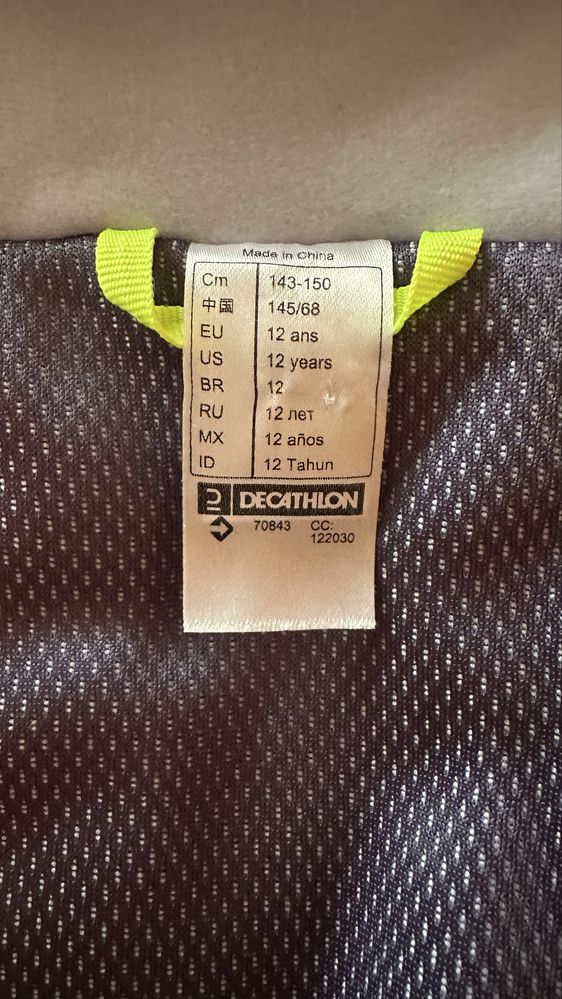 Made in China
Cm 143-150
中国 145/68
EU 12 ans
US 12 years
BR 12
RU 12 лет
MX 12 años
ID 12 Tahun
DECATHLON
70843 CC:
122030